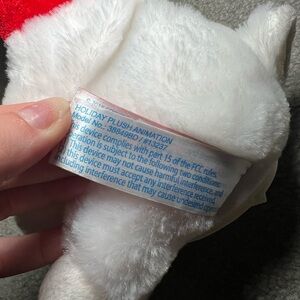 HOLIDAY PLUSH ANIMATION
Model No.:
This device complies with part 15 of the FCC rules.
Operation is subject to the following two conditions:
this device may not cause harmful interference, and
this device must accept any interference received,
including interference that may cause undesired